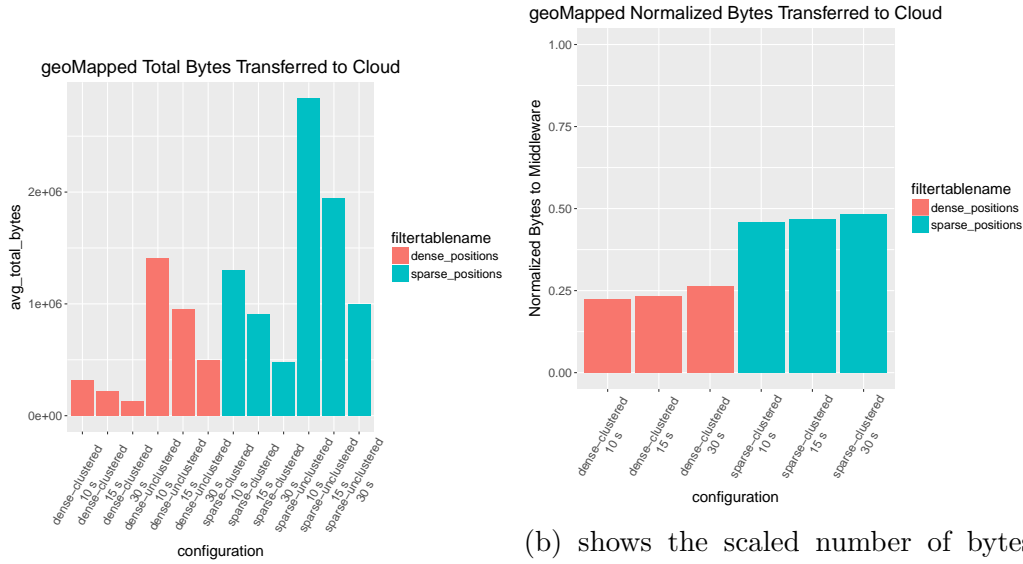 geoMapped Total Bytes Transferred to Cloud
avg_total_bytes
2e+06
1e+06
0e+00
dense−clustered
10 s
dense−clustered
15 s
dense−clustered
30 s
dense−unclustered
10 s
dense−unclustered
15 s
dense−unclustered
30 s
sparse−clustered
10 s
sparse−clustered
15 s
sparse−clustered
30 s
sparse−unclustered
10 s
sparse−unclustered
15 s
sparse−unclustered
30 s
configuration
filtertablename
dense_positions
sparse_positions
geoMapped Normalized Bytes Transferred to Cloud
Normalized Bytes to Middleware
1.00
0.75
0.50
0.25
0.00
dense−clustered
10 s
dense−clustered
15 s
dense−clustered
30 s
sparse−clustered
10 s
sparse−clustered
15 s
sparse−clustered
30 s
configuration
filtertablename
dense_positions
sparse_positions
(b) shows the scaled number of bytes